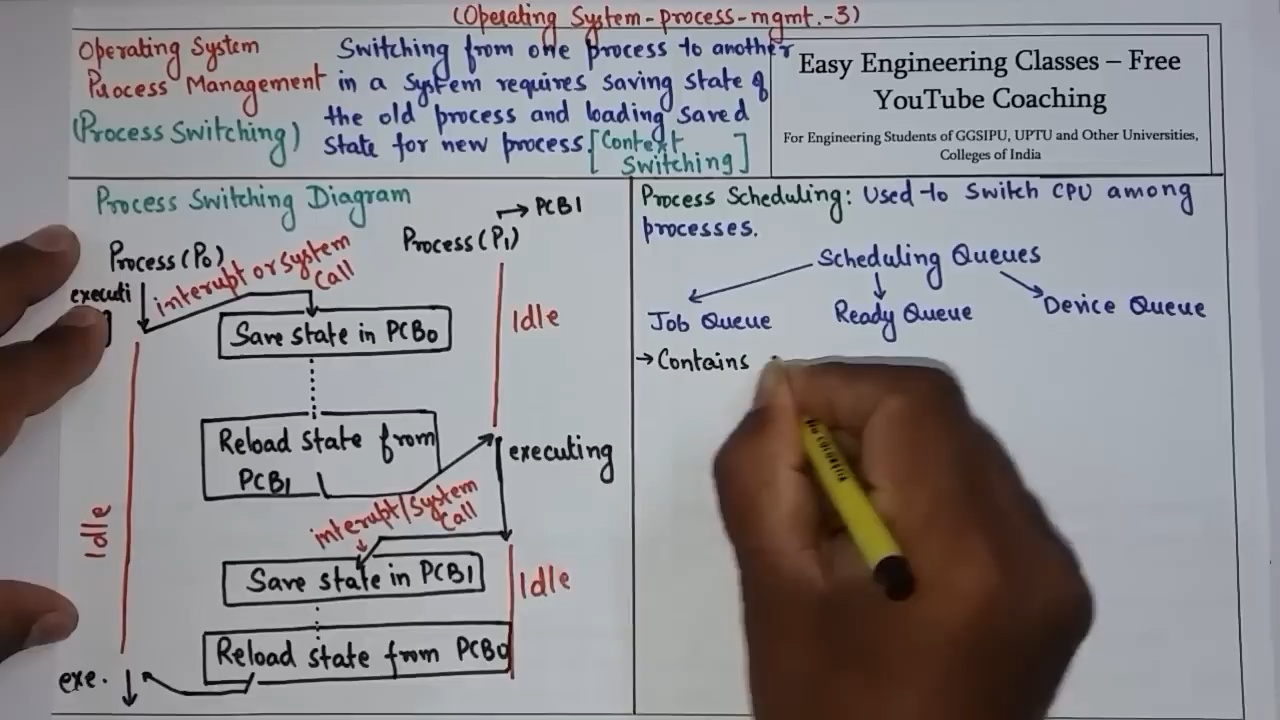 (Operating System-process-mgmt.-3)
Operating System
Process Management
(Process Switching)
Switching from one process to another
in a system requires saving state of
the old process and loading saved
state for new process. [Context
Switching]
Easy Engineering Classes – Free
YouTube Coaching
For Engineering Students of GGSIPU, UPTU and Other Universities,
Colleges of India
Process Switching Diagram
PCB1
Process (P0)
Process (P1)
interupt or system
Call
executi
Save state in PCB0
Idle
Reload state from
PCB1
executing
interupt/System
Call
Idle
Save state in PCB1
Idle
Reload state from PCB0
exe.
Process Scheduling: Used to Switch CPU among
processes.
Scheduling Queues
Job Queue
Ready Queue
Device Queue
→ Contains